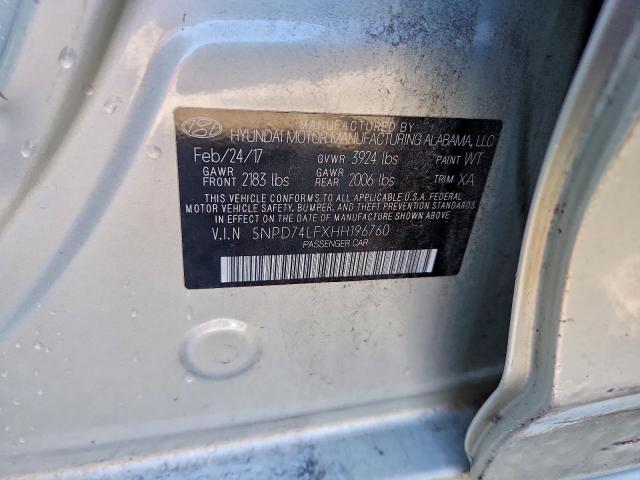 MANUFACTURED BY
HYUNDAI MOTOR MANUFACTURING ALABAMA, LLC
Feb/24/17 GVWR 3924 lbs PAINT WT
GAWR FRONT 2183 lbs GAWR REAR 2006 lbs TRIM XA
THIS VEHICLE CONFORMS TO ALL APPLICABLE U.S.A. FEDERAL
MOTOR VEHICLE SAFETY, BUMPER, AND THEFT PREVENTION STANDARDS
IN EFFECT ON THE DATE OF MANUFACTURE SHOWN ABOVE.
V.I.N 5NPD74LFXHH196760
PASSENGER CAR